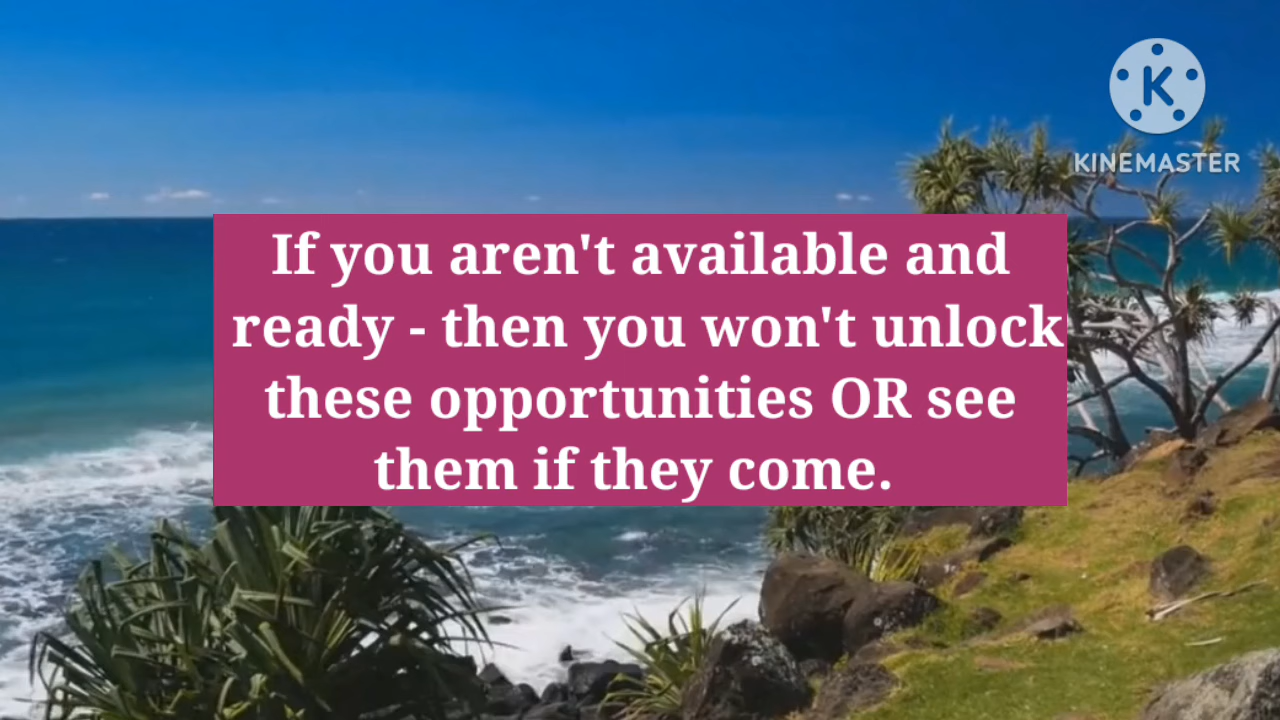 KINEMASTER
If you aren't available and
ready - then you won't unlock
these opportunities OR see
them if they come.